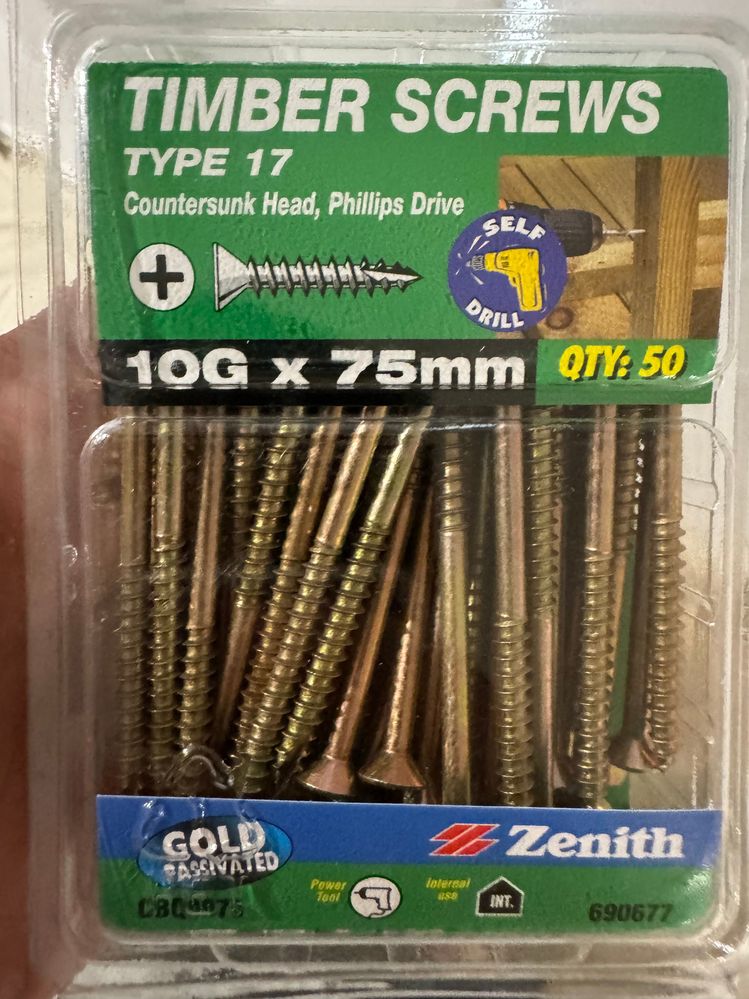 TIMBER SCREWS
TYPE 17
Countersunk Head, Phillips Drive
SELF
DRILL
10G x 75mm
QTY: 50
GOLD
PASSIVATED
Zenith
Power
Tool
Internal
use
INT.
690677